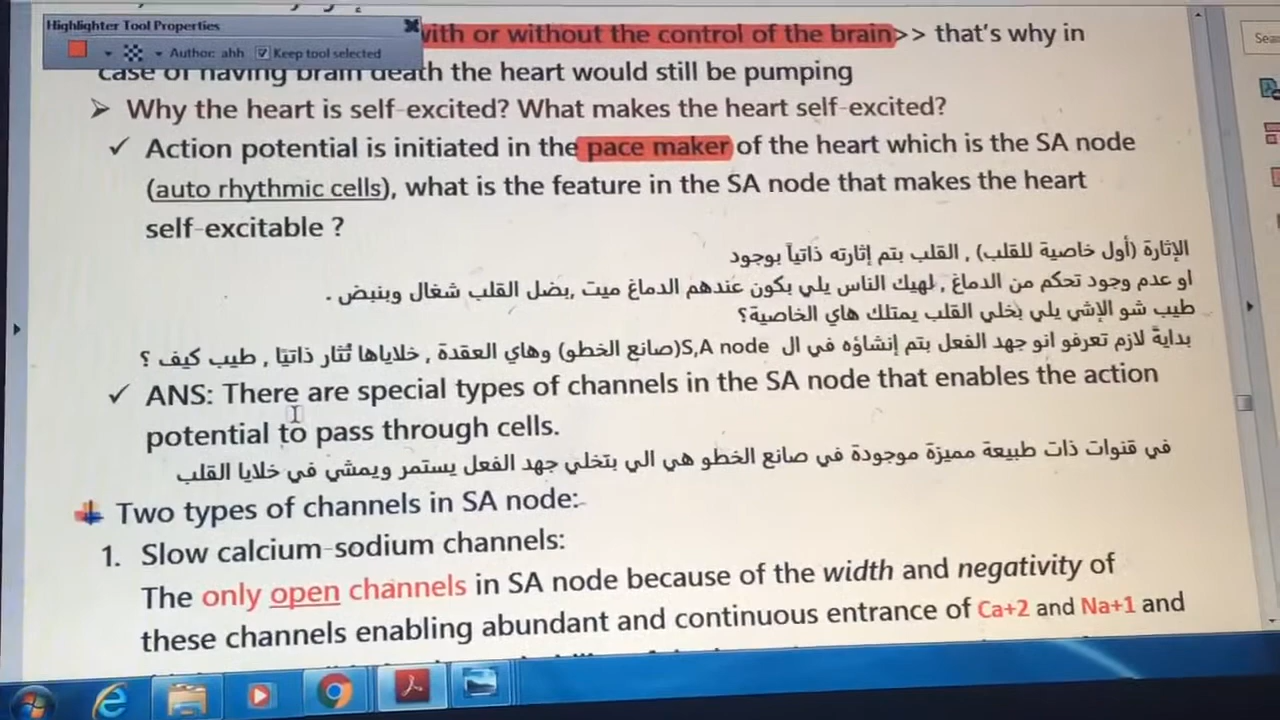 Highlighter Tool Properties
Author: ahh Keep tool selected
with or without the control of the brain>> that's why in
case of having brain death the heart would still be pumping
➢ Why the heart is self-excited? What makes the heart self-excited?
✓ Action potential is initiated in the pace maker of the heart which is the SA node
(auto rhythmic cells), what is the feature in the SA node that makes the heart
self-excitable ?
الإثارة (أول خاصية للقلب) , القلب يتم إثارته ذاتياً بوجود
او عدم وجود تحكم من الدماغ , لهيك الناس يلي بكون عندهم الدماغ ميت ,بضل القلب شغال وبنبض .
طيب شو الإشي يلي بخلي القلب يمتلك هاي الخاصية؟
بدايةً لازم تعرفو انو جهد الفعل بتم إنشاؤه في ال S,A node(صانع الخطو) وهاي العقدة , خلاياها تُثار ذاتيًا , طيب كيف ؟
✓ ANS: There are special types of channels in the SA node that enables the action
potential to pass through cells.
في قنوات ذات طبيعة مميزة موجودة في صانع الخطو هي الي بتخلي جهد الفعل يستمر ويمشي في خلايا القلب
Two types of channels in SA node:
1. Slow calcium-sodium channels:
The only open channels in SA node because of the width and negativity of
these channels enabling abundant and continuous entrance of Ca+2 and Na+1 and